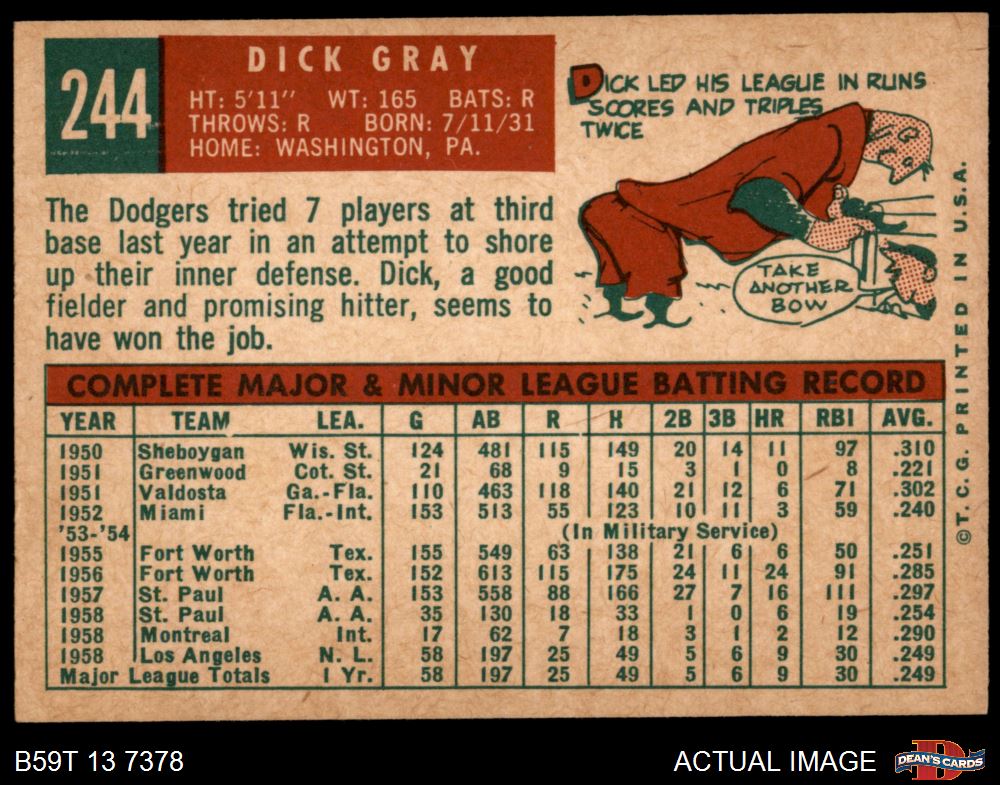 244
DICK GRAY
HT: 5'11" WT: 165 BATS: R
THROWS: R BORN: 7/11/31
HOME: WASHINGTON, PA.
DICK LED HIS LEAGUE IN RUNS
SCORES AND TRIPLES
TWICE
TAKE
ANOTHER
BOW
The Dodgers tried 7 players at third
base last year in an attempt to shore
up their inner defense. Dick, a good
fielder and promising hitter, seems to
have won the job.
COMPLETE MAJOR & MINOR LEAGUE BATTING RECORD
YEAR TEAM LEA. G AB R H 2B 3B HR RBI AVG.
1950 Sheboygan Wis. St. 124 481 115 149 20 14 11 97 .310
1951 Greenwood Cot. St. 21 68 9 15 3 1 0 8 .221
1951 Valdosta Ga.-Fla. 110 463 118 140 21 12 6 71 .302
1952 Miami Fla.-Int. 153 513 55 123 10 11 3 59 .240
'53-'54 (In Military Service)
1955 Fort Worth Tex. 155 549 63 138 21 6 6 50 .251
1956 Fort Worth Tex. 152 613 115 175 24 11 24 91 .285
1957 St. Paul A. A. 153 558 88 166 27 7 16 111 .297
1958 St. Paul A. A. 35 130 18 33 1 0 6 19 .254
1958 Montreal Int. 17 62 7 18 3 1 2 12 .290
1958 Los Angeles N. L. 58 197 25 49 5 6 9 30 .249
Major League Totals 1 Yr. 58 197 25 49 5 6 9 30 .249
©T.C.G. PRINTED IN U.S.A.
B59T 13 7378
ACTUAL IMAGE
DEAN'S CARDS